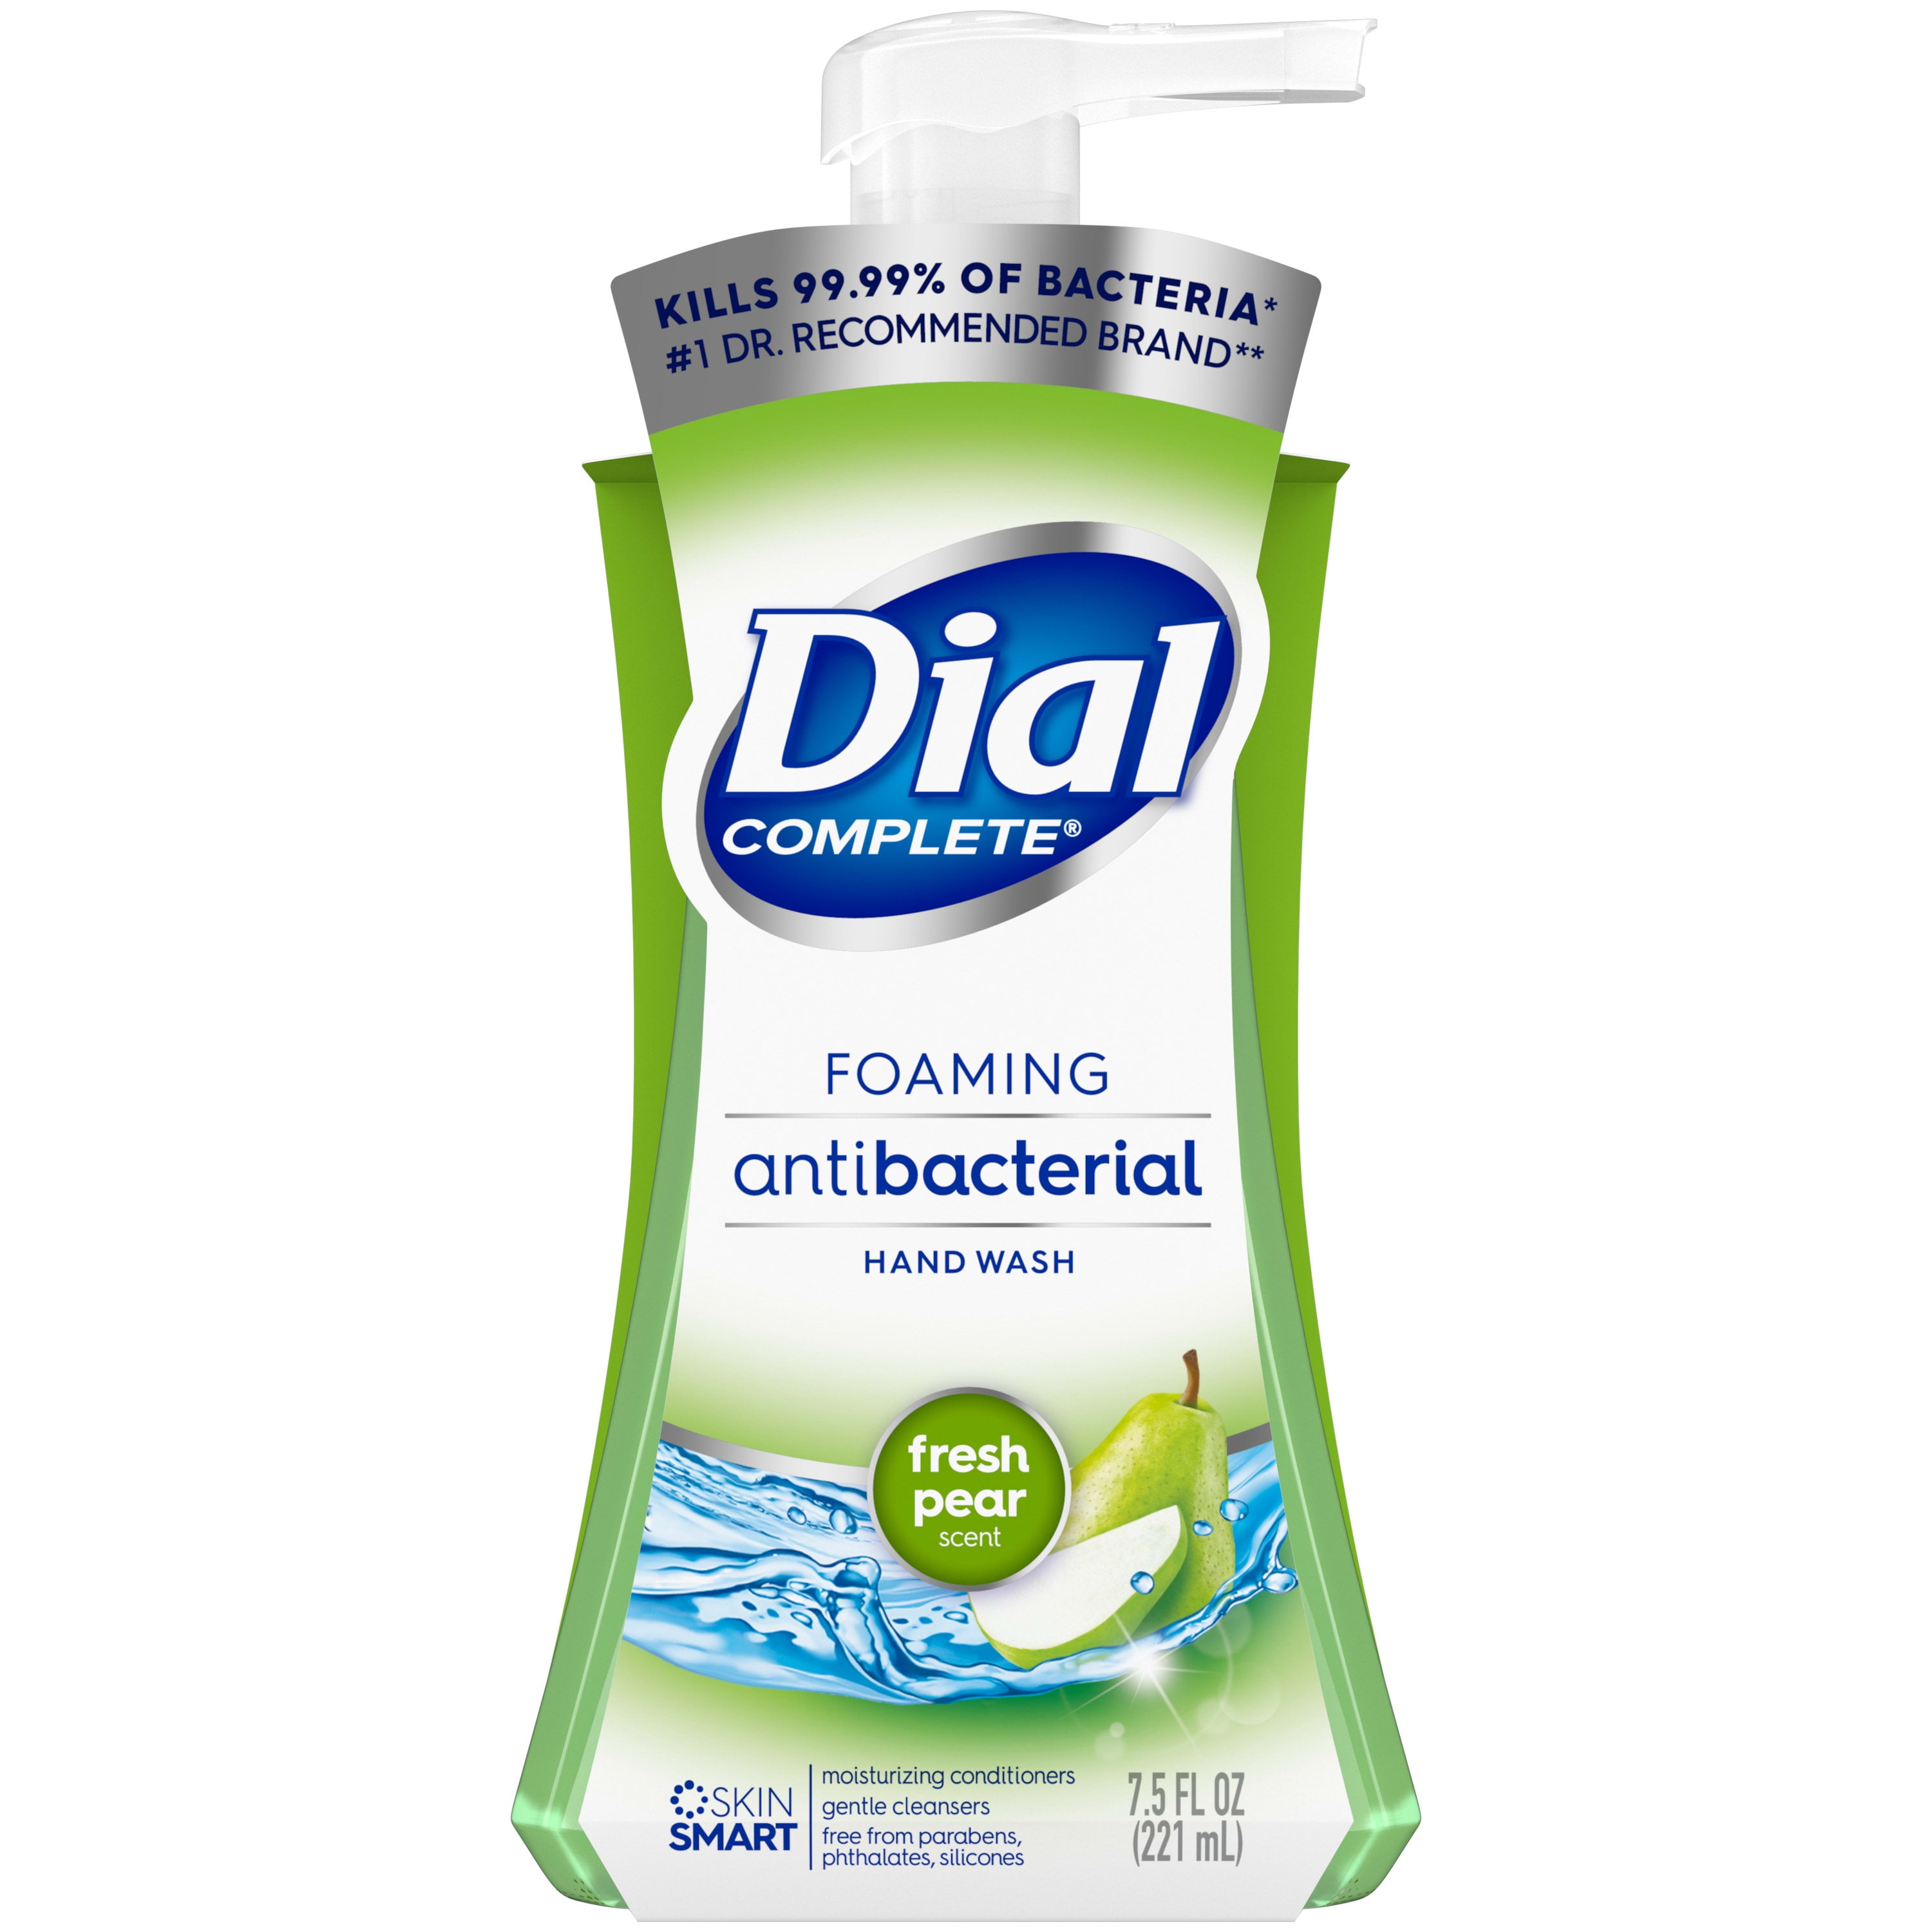 KILLS 99.99% OF BACTERIA*
#1 DR. RECOMMENDED BRAND**
Dial
COMPLETE®
FOAMING
antibacterial
HAND WASH
fresh
pear
scent
SKIN
SMART
moisturizing conditioners
gentle cleansers
free from parabens,
phthalates, silicones
7.5 FL OZ
(221 mL)